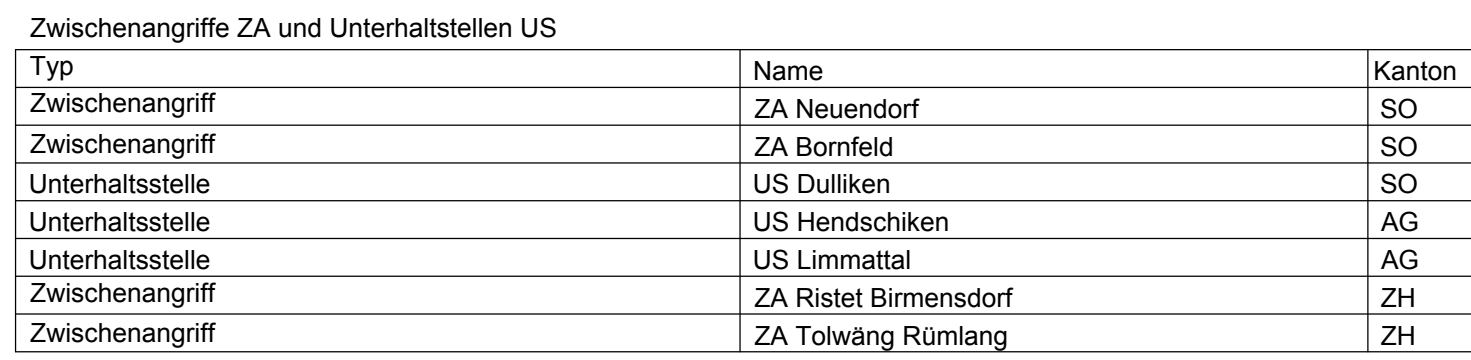 Zwischenangriffe ZA und Unterhaltstellen US
Typ Name Kanton
Zwischenangriff ZA Neuendorf SO
Zwischenangriff ZA Bornfeld SO
Unterhaltsstelle US Dulliken SO
Unterhaltsstelle US Hendschiken AG
Unterhaltsstelle US Limmattal AG
Zwischenangriff ZA Ristet Birmensdorf ZH
Zwischenangriff ZA Tolwäng Rümlang ZH